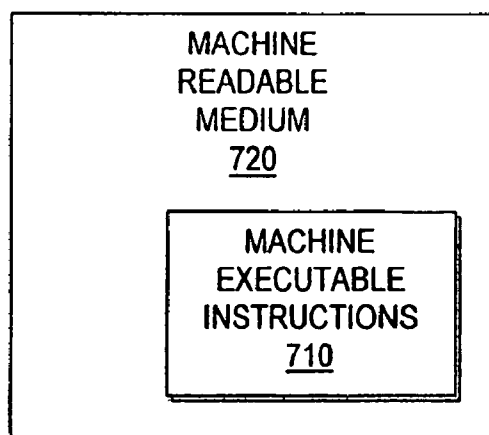 MACHINE
READABLE
MEDIUM
720
MACHINE
EXECUTABLE
INSTRUCTIONS
710